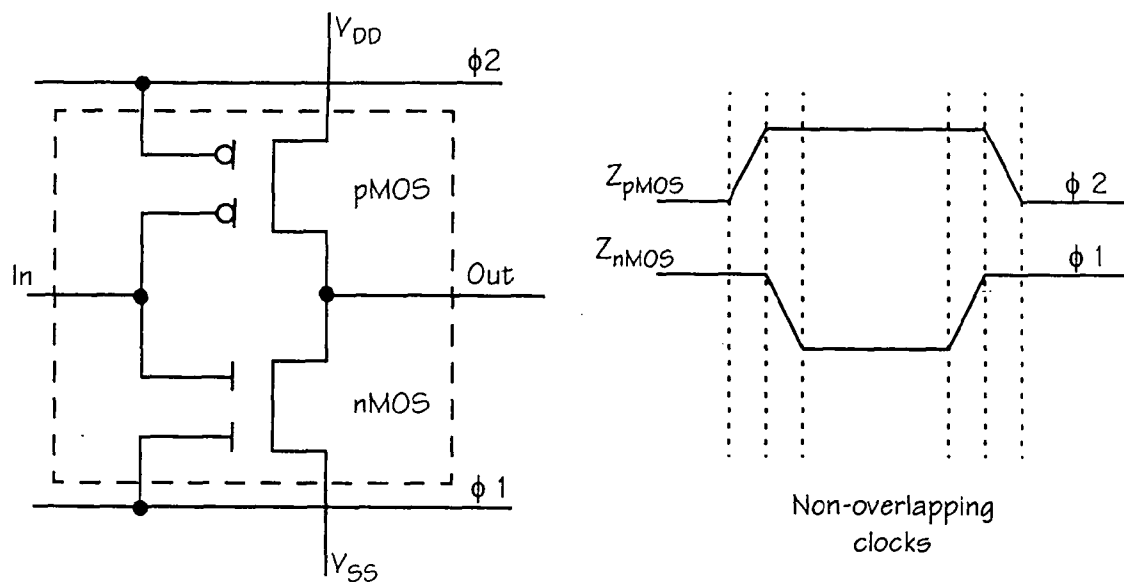 V_DD
ϕ2
pMOS
In
Out
nMOS
ϕ1
V_SS
Z_pMOS
ϕ 2
Z_nMOS
ϕ 1
Non-overlapping
clocks